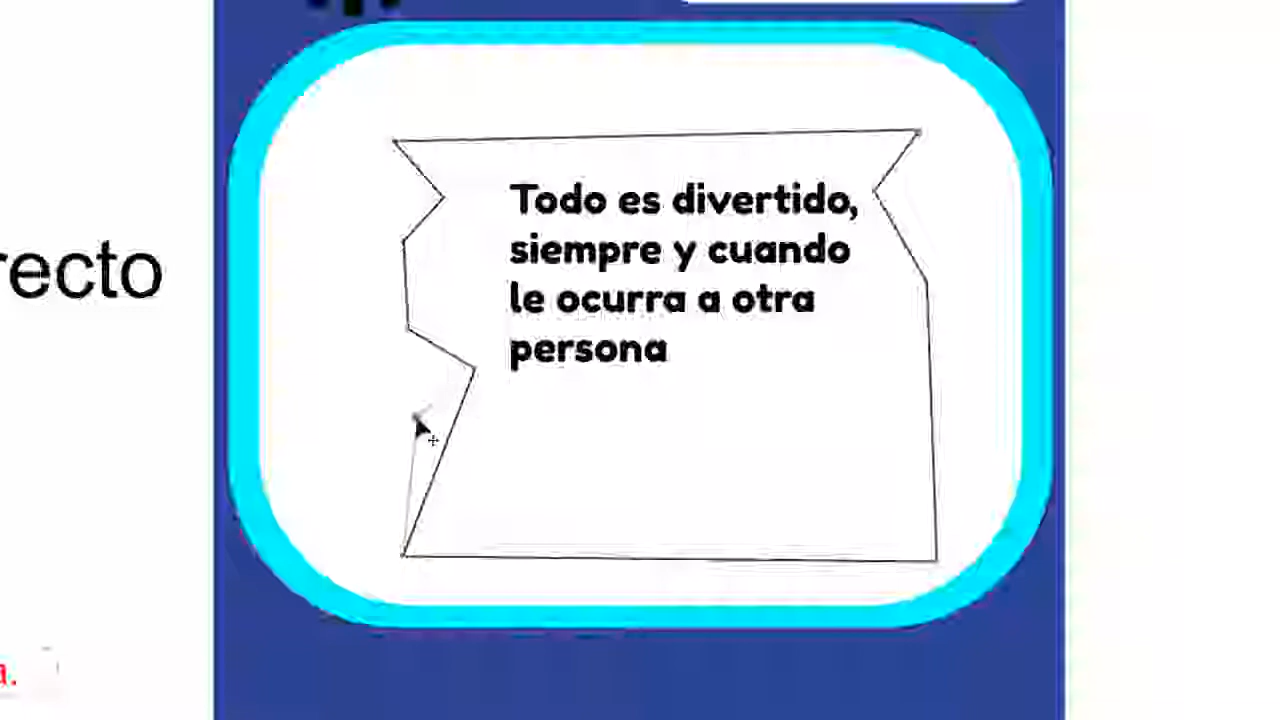 Todo es divertido,
siempre y cuando
le ocurra a otra
persona
recto
a.